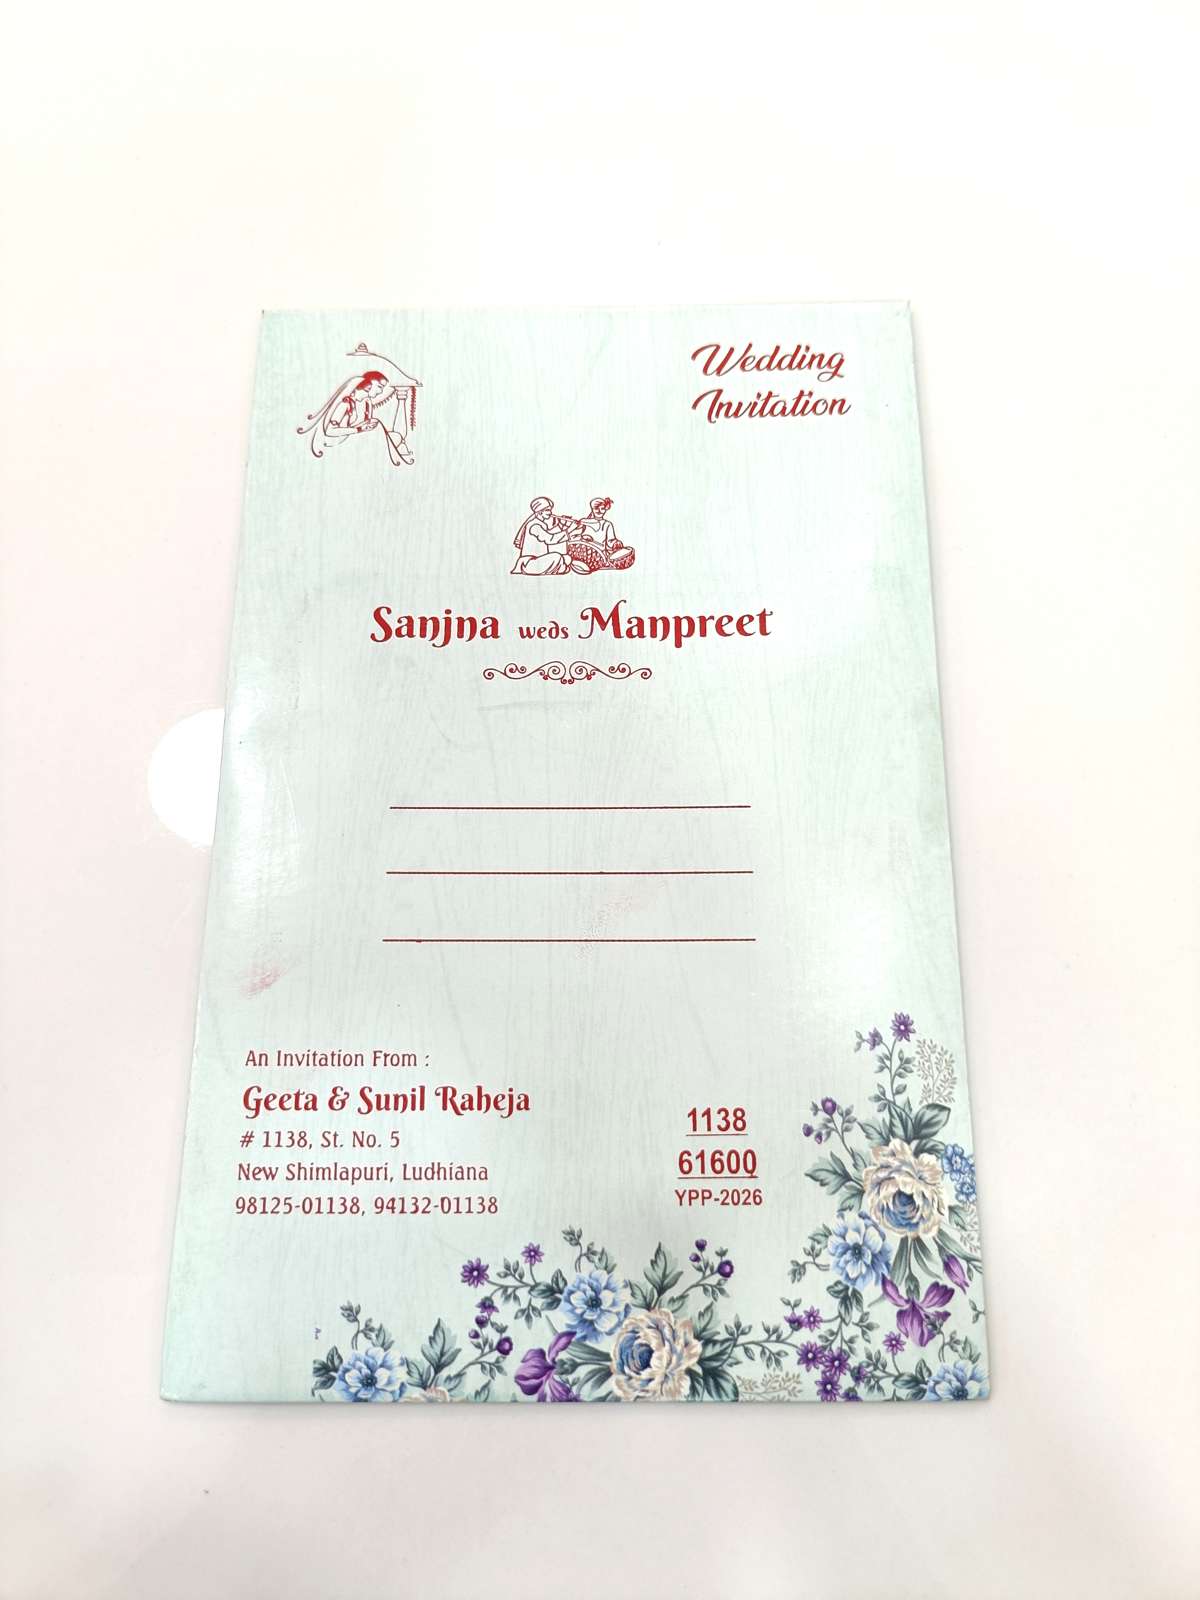 Wedding
Invitation
Sanjna weds Manpreet
An Invitation From :
Geeta & Sunil Raheja
# 1138, St. No. 5
New Shimlapuri, Ludhiana
98125-01138, 94132-01138
1138
61600
YPP-2026